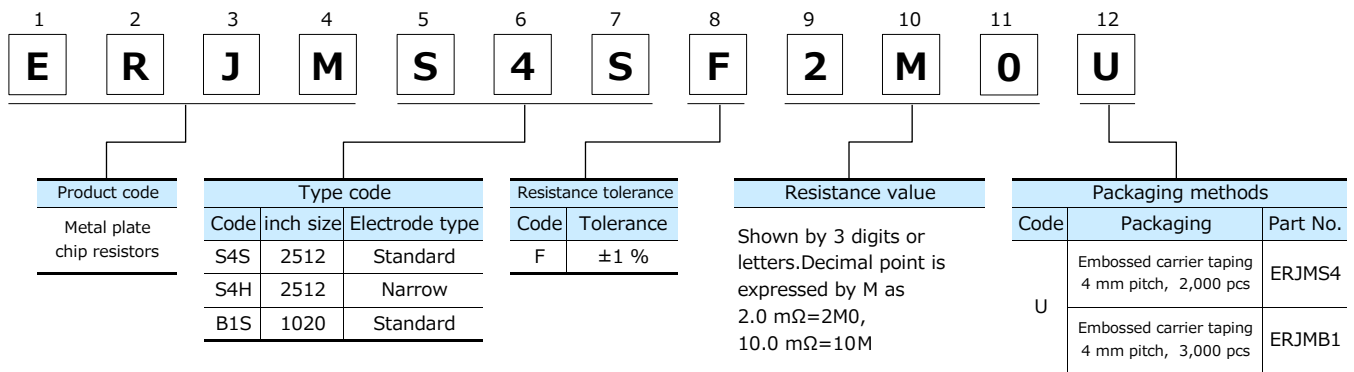 1 2 3 4 5 6 7 8 9 10 11 12
E R J M S 4 S F 2 M 0 U
Product code
Metal plate
chip resistors
Type code
Code inch size Electrode type
S4S 2512 Standard
S4H 2512 Narrow
B1S 1020 Standard
Resistance tolerance
Code Tolerance
F ±1 %
Resistance value
Shown by 3 digits or
letters.Decimal point is
expressed by M as
2.0 mΩ=2M0,
10.0 mΩ=10M
Packaging methods
Code Packaging Part No.
U
Embossed carrier taping
4 mm pitch, 2,000 pcs
ERJMS4
Embossed carrier taping
4 mm pitch, 3,000 pcs
ERJMB1